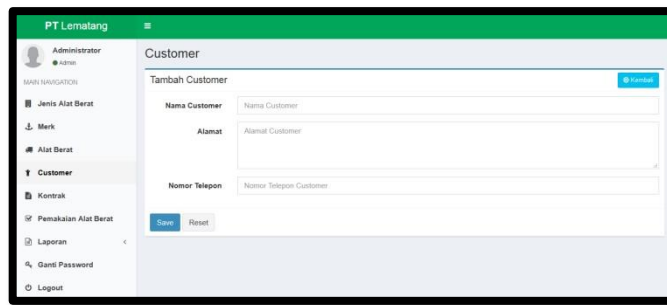 PT Lematang
Administrator
Admin
MAIN NAVIGATION
Jenis Alat Berat
Merk
Alat Berat
Customer
Kontrak
Pemakaian Alat Berat
Laporan
Ganti Password
Logout
Customer
Tambah Customer
Kembali
Nama Customer
Nama Customer
Alamat
Alamat Customer
Nomor Telepon
Nomor Telepon Customer
Save
Reset